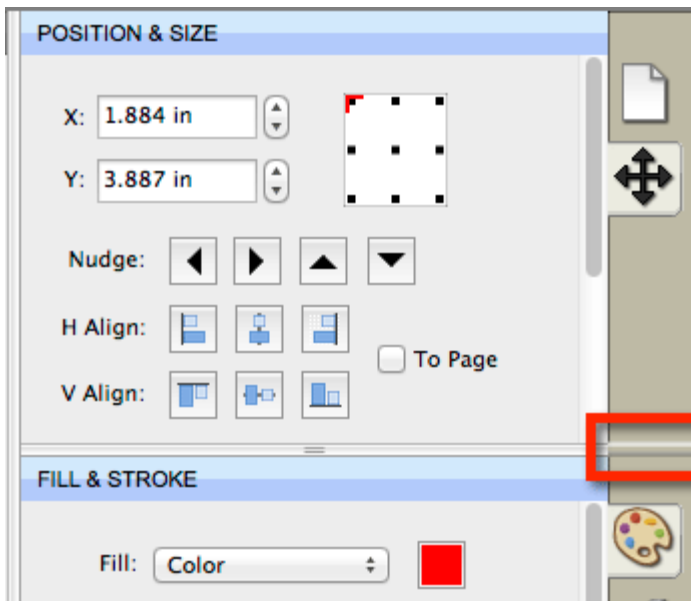 POSITION & SIZE
X: 1.884 in
Y: 3.887 in
Nudge:
H Align:
To Page
V Align:
FILL & STROKE
Fill: Color